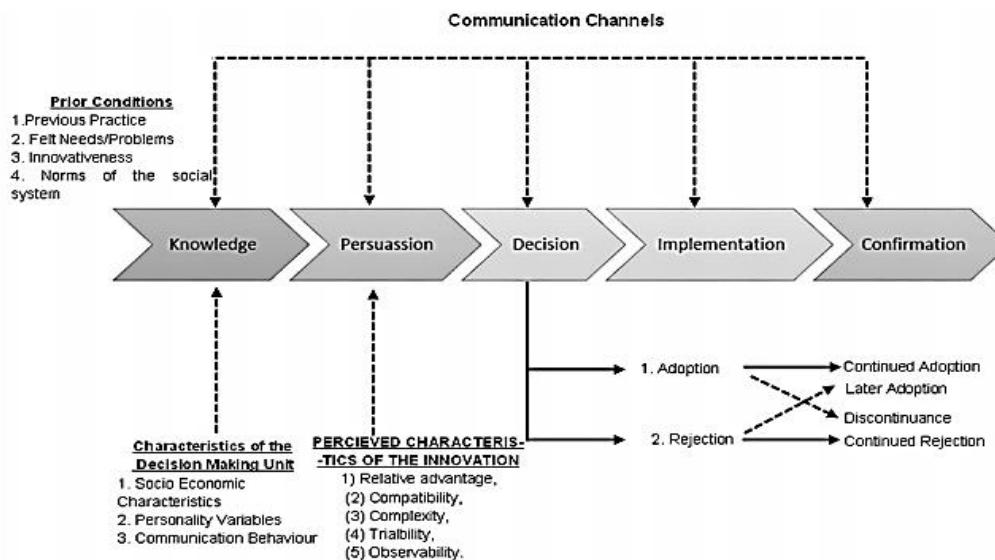 Communication Channels
Prior Conditions
1.Previous Practice
2. Felt Needs/Problems
3. Innovativeness
4. Norms of the social
system
Knowledge
Persuassion
Decision
Implementation
Confirmation
1. Adoption
Continued Adoption
Later Adoption
Discontinuance
2. Rejection
Continued Rejection
Characteristics of the
Decision Making Unit
1. Socio Economic
Characteristics
2. Personality Variables
3. Communication Behaviour
PERCIEVED CHARACTERIS-
-TICS OF THE INNOVATION
1) Relative advantage,
(2) Compatibility,
(3) Complexity,
(4) Trialbility,
(5) Observability.